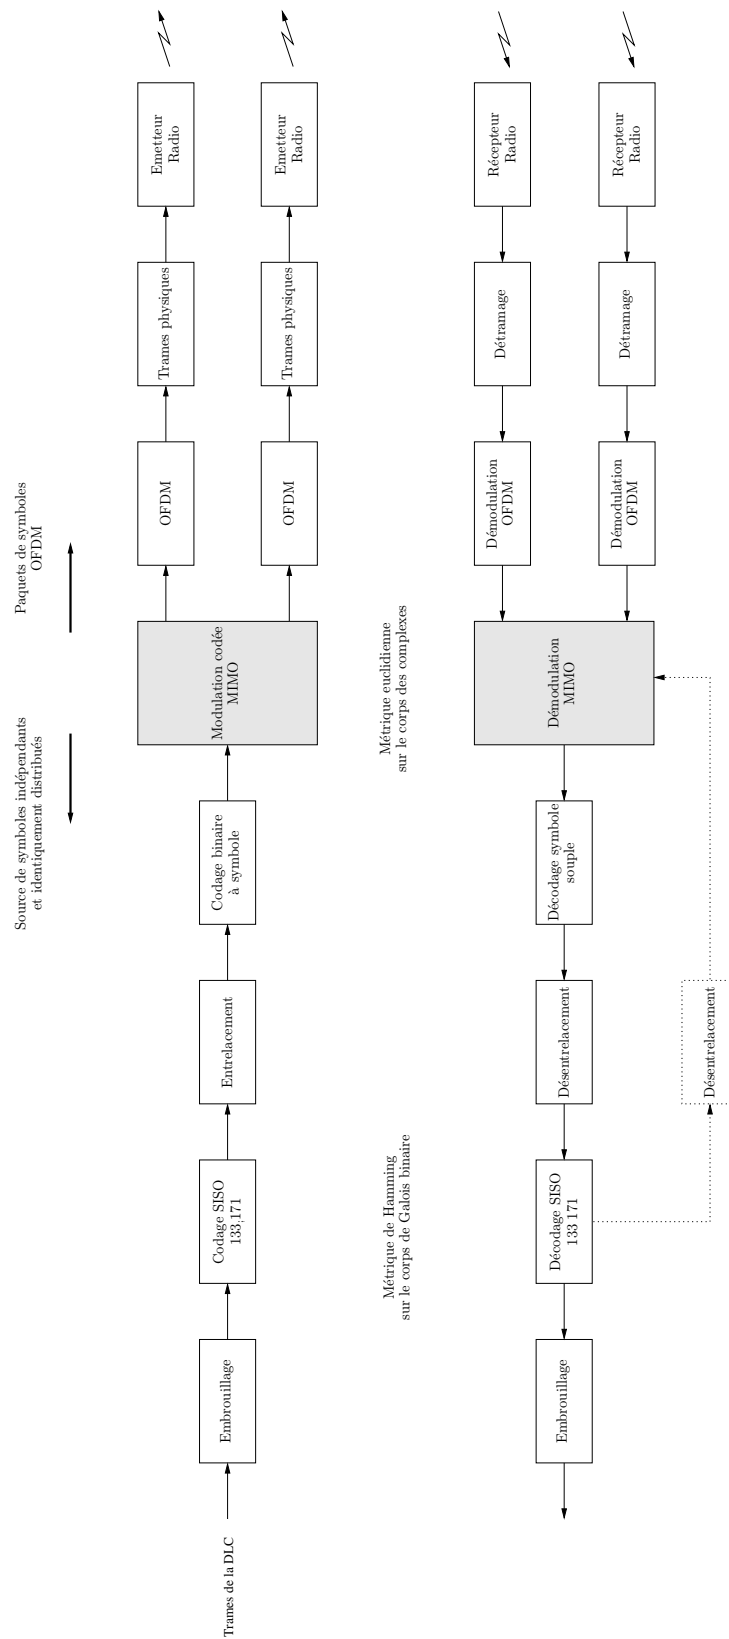 Source de symboles indépendants
et identiquement distribués
Paquets de symboles
OFDM
Trames de la DLC
Embrouillage
Codage SISO
133,171
Entrelacement
Codage binaire
à symbole
Modulation codée
MIMO
OFDM
Trames physiques
Emetteur
Radio
OFDM
Trames physiques
Emetteur
Radio
Métrique de Hamming
sur le corps de Galois binaire
Métrique euclidienne
sur le corps des complexes
Embrouillage
Décodage SISO
133 171
Désentrelacement
Décodage symbole
souple
Démodulation
MIMO
Démodulation
OFDM
Détramage
Récepteur
Radio
Démodulation
OFDM
Détramage
Récepteur
Radio
Désentrelacement